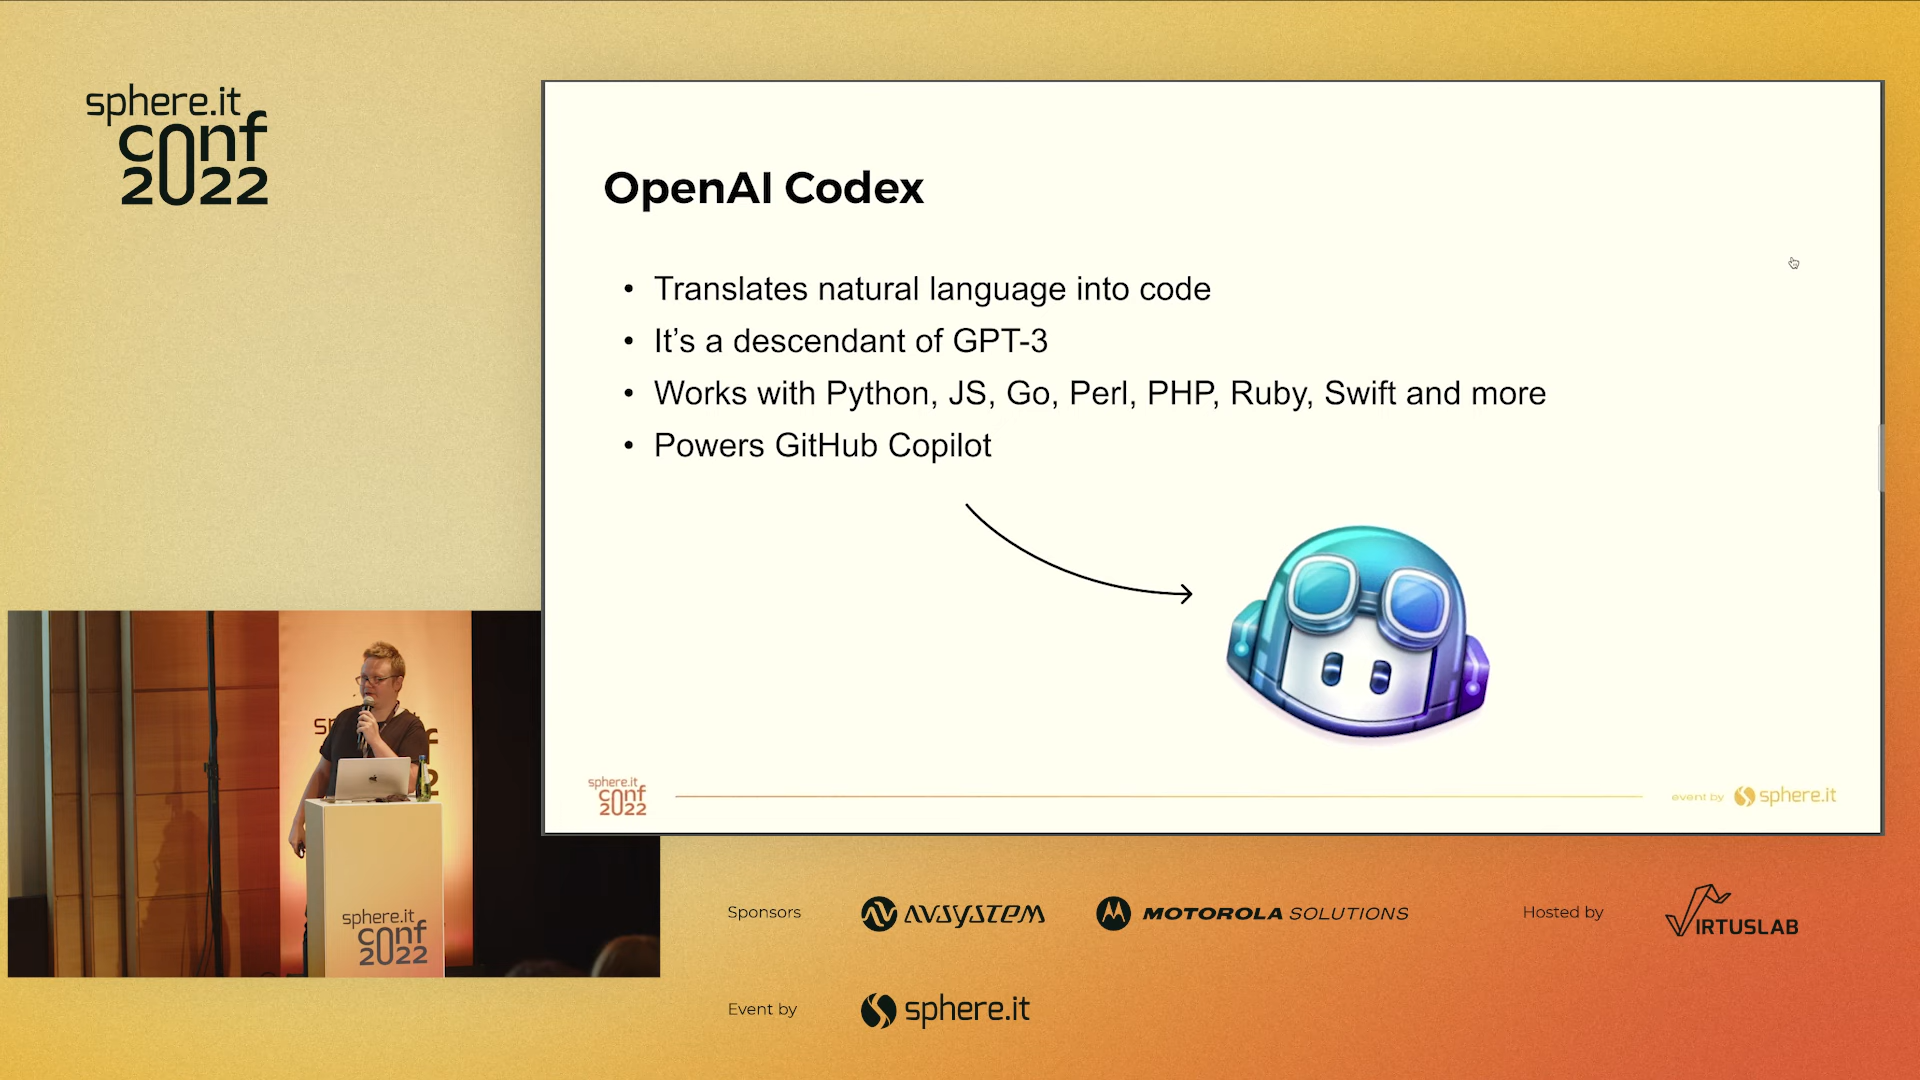 sphere.it
conf
2022
OpenAI Codex
• Translates natural language into code
• It’s a descendant of GPT-3
• Works with Python, JS, Go, Perl, PHP, Ruby, Swift and more
• Powers GitHub Copilot
sphere.it
conf
2022
event by sphere.it
sphere.it
conf
2022
Sponsors AVSYSTEM MOTOROLA SOLUTIONS Hosted by VIRTUSLAB
Event by sphere.it